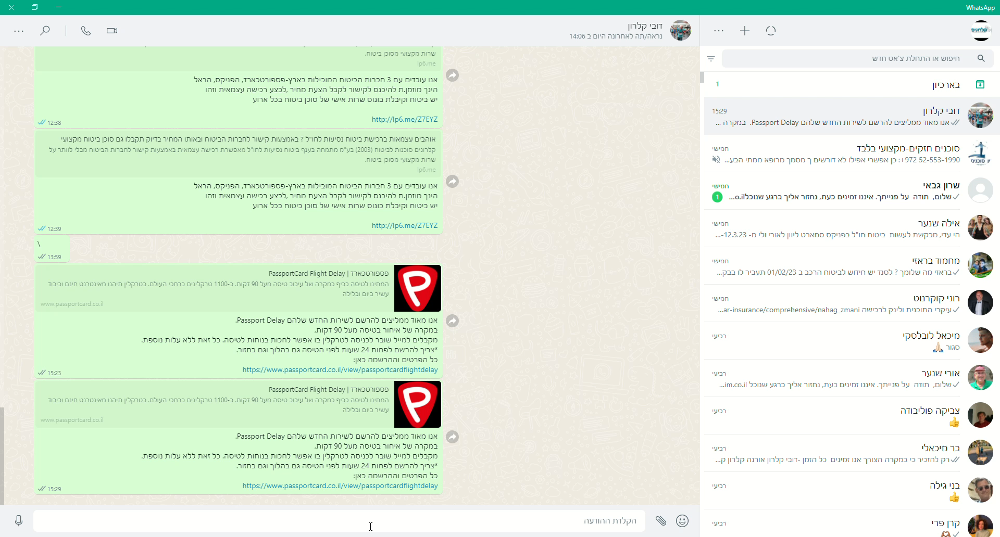 WhatsApp
דובי קלרון
נראה/תה לאחרונה היום ב 14:06
שרות מקצועי מסוכן ביטוח.
lp6.me
אנו עובדים עם 3 חברות הביטוח המובילות בארץ-פספורטכארד, הפניקס, הראל
הינך מוזמן.ת להיכנס לקישור לקבל הצעת מחיר ,לבצע רכישה עצמאית וזהו
יש ביטוח וקיבלת בונוס שרות אישי של סוכן ביטוח בכל ארוע
http://lp6.me/Z7EYZ
12:38
אוהבים עצמאות ברכישת ביטוח נסיעות לחו"ל ? באמצעות קישור לחברות הביטוח ובאותו המחיר בדיוק תקבלו גם סוכן ביטוח מקצועי
קלרונים סוכנות לביטוח (2003) בע"מ מתמחה בענף ביטוח נסיעות לחו"ל מאפשרת רכישה עצמאית באמצעות קישור לחברות הביטוח מבלי לוותר על
שרות מקצועי מסוכן ביטוח.
lp6.me
אנו עובדים עם 3 חברות הביטוח המובילות בארץ-פספורטכארד, הפניקס, הראל
הינך מוזמן.ת להיכנס לקישור לקבל הצעת מחיר ,לבצע רכישה עצמאית וזהו
יש ביטוח וקיבלת בונוס שרות אישי של סוכן ביטוח בכל ארוע
http://lp6.me/Z7EYZ
12:39
\
13:59
פספורטכארד | PassportCard Flight Delay
המתינו לטיסה בכיף במקרה של עיכוב טיסה מעל 90 דקות. כ-1100 טרקלינים ברחבי העולם. בטרקלין תיהנו מאינטרנט חינם וכיבוד
עשיר ביום ובלילה
www.passportcard.co.il
אנו מאוד ממליצים להרשם לשירות החדש שלהם Passport Delay.
במקרה של איחור בטיסה מעל 90 דקות,
מקבלים למייל שובר לכניסה לטרקלין בו אפשר לחכות בנוחות לטיסה. כל זאת ללא עלות נוספת.
*צריך להרשם לפחות 24 שעות לפני הטיסה גם בהלוך וגם בחזור.
כל הפרטים וההרשמה כאן:
https://www.passportcard.co.il/view/passportcardflightdelay
15:23
פספורטכארד | PassportCard Flight Delay
המתינו לטיסה בכיף במקרה של עיכוב טיסה מעל 90 דקות. כ-1100 טרקלינים ברחבי העולם. בטרקלין תיהנו מאינטרנט חינם וכיבוד
עשיר ביום ובלילה
www.passportcard.co.il
אנו מאוד ממליצים להרשם לשירות החדש שלהם Passport Delay.
במקרה של איחור בטיסה מעל 90 דקות,
מקבלים למייל שובר לכניסה לטרקלין בו אפשר לחכות בנוחות לטיסה. כל זאת ללא עלות נוספת.
*צריך להרשם לפחות 24 שעות לפני הטיסה גם בהלוך וגם בחזור.
כל הפרטים וההרשמה כאן:
https://www.passportcard.co.il/view/passportcardflightdelay
15:29
הקלדת ההודעה
קלרונים
חיפוש או התחלת צ'אט חדש
בארכיון 1
דובי קלרון 15:29
אנו מאוד ממליצים להרשם לשירות החדש שלהם Passport Delay.  במקרה ...
סוכנים חזקים-מקצועי בלבד חמישי
+972 52-553-1990: כן אפשרי אפילו לא דורשים ך מסמך מרופא ממתי הבע...
שרון גבאי חמישי
שלום,  תודה  על פנייתך. איננו זמינים כעת, נחזור אליך ברגע שנוכלo.il... 1
אילה שנער חמישי
הי עדי, מבקשת לעשות  ביטוח חו"ל בפניקס סמארט ליוון לאורי ולי מ- 12.3.23-...
מחמוד בראזי חמישי
בראזי מה שלומך ? לסנד יש חידוש לביטוח הרכב ב 01/02/23 תעביר לו בבק...
רוני קוקרנוט חמישי
עיקרי התוכנית ולינק לרכישה ar-insurance/comprehensive/nahag_zmani...
מיכאל לובלסקי רביעי
סגור 🙏🏻
אורי שנער רביעי
שלום,  תודה  על פנייתך. איננו זמינים כעת, נחזור אליך ברגע שנוכל im.co.il...
צביקה פוליבודה רביעי
👍
בר מיכאלי רביעי
רק להזכיר כי במקרה הצורך אנו זמינים  כל הזמן -דובי קלרון אורנה קלרון ק...
בני גילה רביעי
👍
קרן פרי רביעי